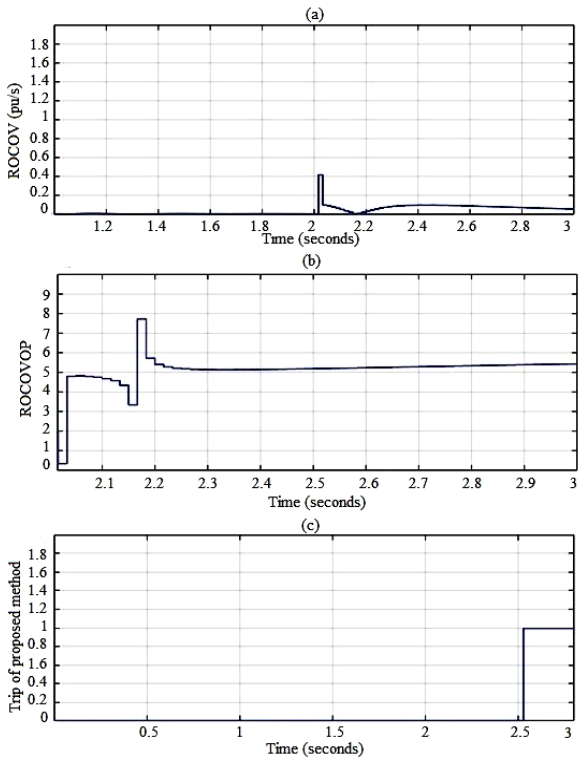 (a)
1.8
1.6
1.4
1.2
1
0.8
0.6
0.4
0.2
0
ROCOV (pu/s)
1.2 1.4 1.6 1.8 2 2.2 2.4 2.6 2.8 3
Time (seconds)
(b)
9
8
7
6
5
4
3
2
1
0
ROCOVOP
2.1 2.2 2.3 2.4 2.5 2.6 2.7 2.8 2.9 3
Time (seconds)
(c)
1.8
1.6
1.4
1.2
1
0.8
1.6
0.4
0.2
0
Trip of proposed method
0.5 1 1.5 2 2.5 3
Time (seconds)